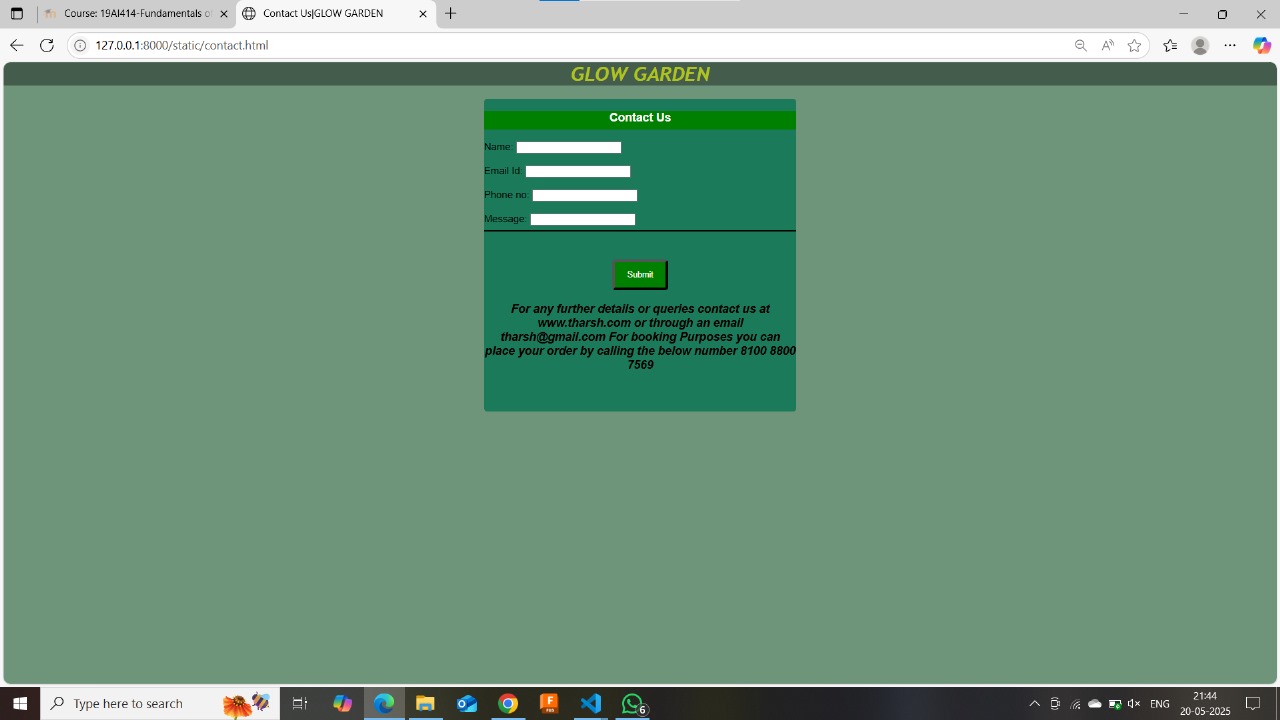 Course: 19AI414-Fundamentals of
Contact Us|GLOW GARDEN
127.0.0.1:8000/static/contact.html
GLOW GARDEN
Contact Us
Name:
Email Id:
Phone no:
Message:
Submit
For any further details or queries contact us at
www.tharsh.com or through an email
tharsh@gmail.com For booking Purposes you can
place your order by calling the below number 8100 8800
7569
Type here to search
6
ENG
21:44
20-05-2025